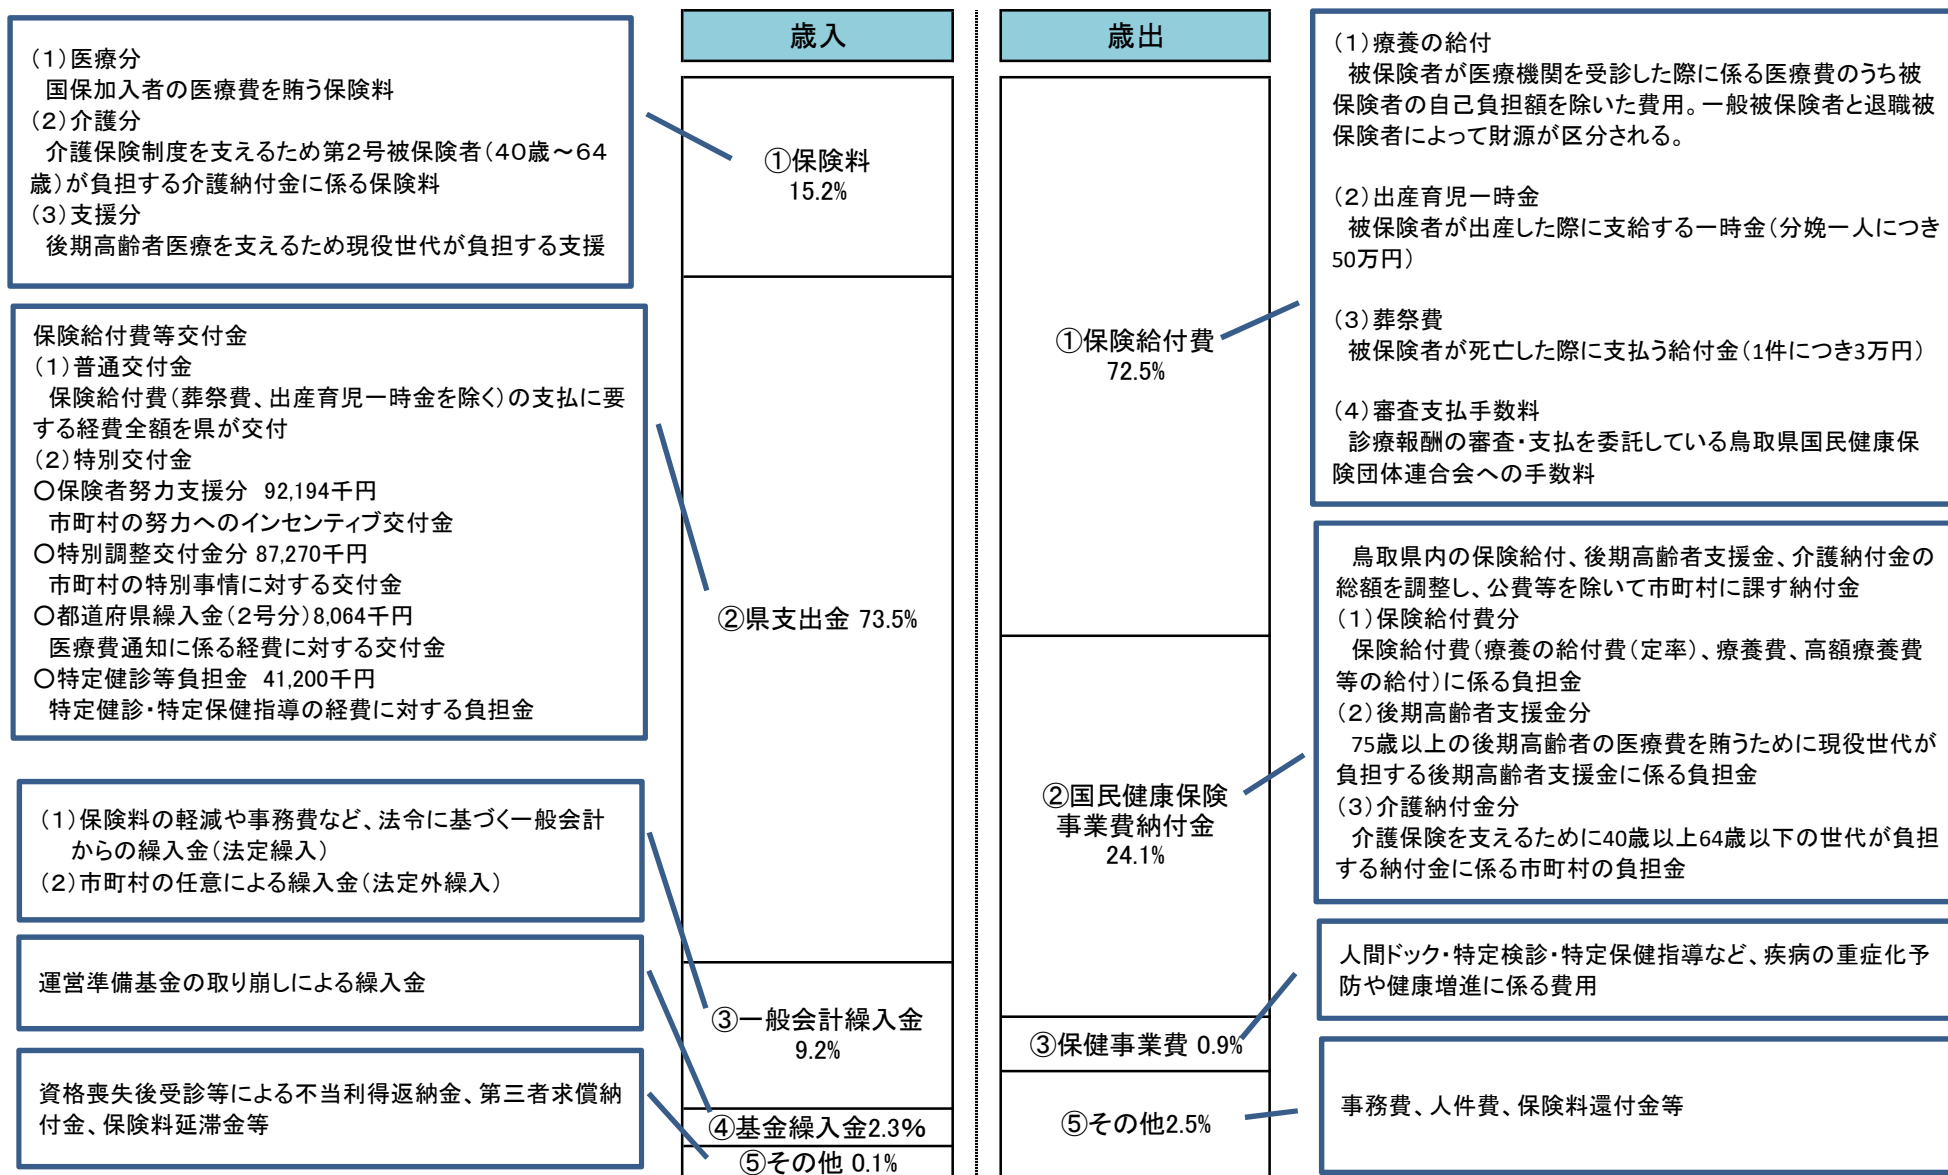 歳入
歳出
(1)医療分
国保加入者の医療費を賄う保険料
(2)介護分
介護保険制度を支えるため第2号被保険者(40歳～64
歳)が負担する介護納付金に係る保険料
(3)支援分
後期高齢者医療を支えるため現役世代が負担する支援
保険給付費等交付金
(1)普通交付金
保険給付費(葬祭費、出産育児一時金を除く)の支払に要
する経費全額を県が交付
(2)特別交付金
○保険者努力支援分 92,194千円
市町村の努力へのインセンティブ交付金
○特別調整交付金分 87,270千円
市町村の特別事情に対する交付金
○都道府県繰入金(2号分)8,064千円
医療費通知に係る経費に対する交付金
○特定健診等負担金 41,200千円
特定健診・特定保健指導の経費に対する負担金
(1)保険料の軽減や事務費など、法令に基づく一般会計
からの繰入金(法定繰入)
(2)市町村の任意による繰入金(法定外繰入)
運営準備基金の取り崩しによる繰入金
資格喪失後受診等による不当利得返納金、第三者求償納
付金、保険料延滞金等
①保険料
15.2%
②県支出金 73.5%
③一般会計繰入金
9.2%
④基金繰入金2.3%
⑤その他 0.1%
①保険給付費
72.5%
②国民健康保険
事業費納付金
24.1%
③保健事業費 0.9%
⑤その他2.5%
(1)療養の給付
被保険者が医療機関を受診した際に係る医療費のうち被
保険者の自己負担額を除いた費用。一般被保険者と退職被
保険者によって財源が区分される。
(2)出産育児一時金
被保険者が出産した際に支給する一時金(分娩一人につき
50万円)
(3)葬祭費
被保険者が死亡した際に支払う給付金(1件につき3万円)
(4)審査支払手数料
診療報酬の審査・支払を委託している鳥取県国民健康保
険団体連合会への手数料
鳥取県内の保険給付、後期高齢者支援金、介護納付金の
総額を調整し、公費等を除いて市町村に課す納付金
(1)保険給付費分
保険給付費(療養の給付費(定率)、療養費、高額療養費
等の給付)に係る負担金
(2)後期高齢者支援金分
75歳以上の後期高齢者の医療費を賄うために現役世代が
負担する後期高齢者支援金に係る負担金
(3)介護納付金分
介護保険を支えるために40歳以上64歳以下の世代が負担
する納付金に係る市町村の負担金
人間ドック・特定検診・特定保健指導など、疾病の重症化予
防や健康増進に係る費用
事務費、人件費、保険料還付金等